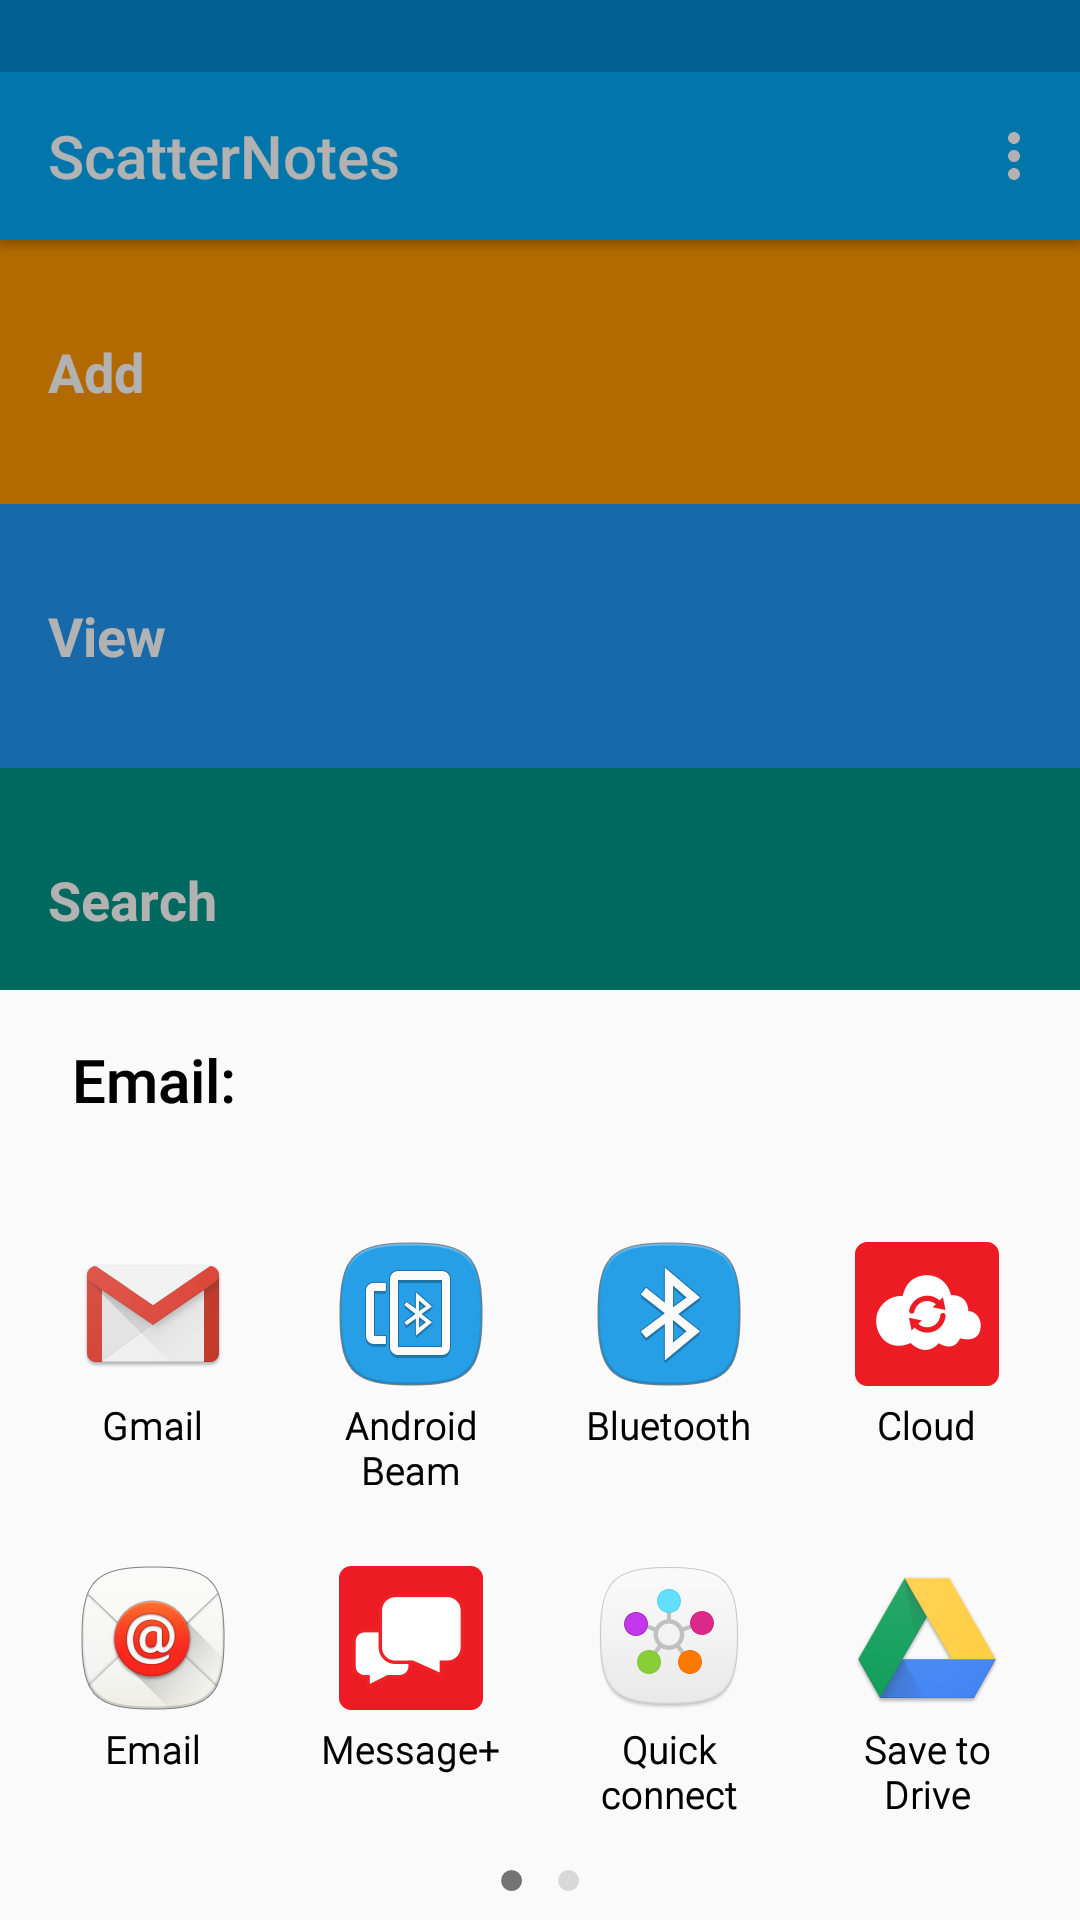 ScatterNotes
Add
View
Search
Email:
Gmail
Android
Beam
Bluetooth
Cloud
@
Email
Message+
Quick
connect
Save to
Drive